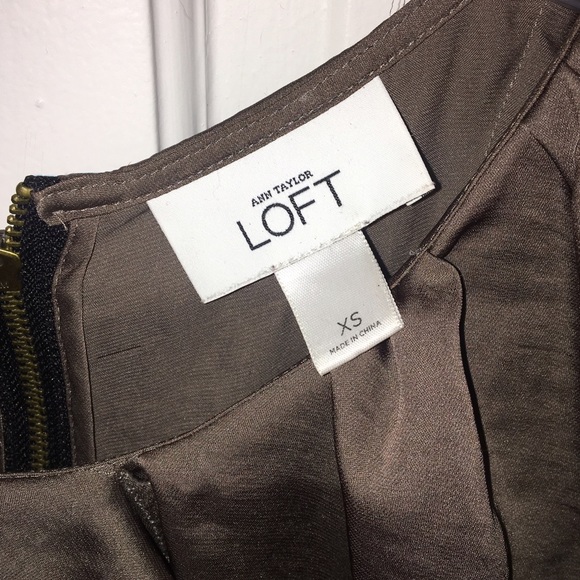 ANN TAYLOR
LOFT
XS
MADE IN CHINA